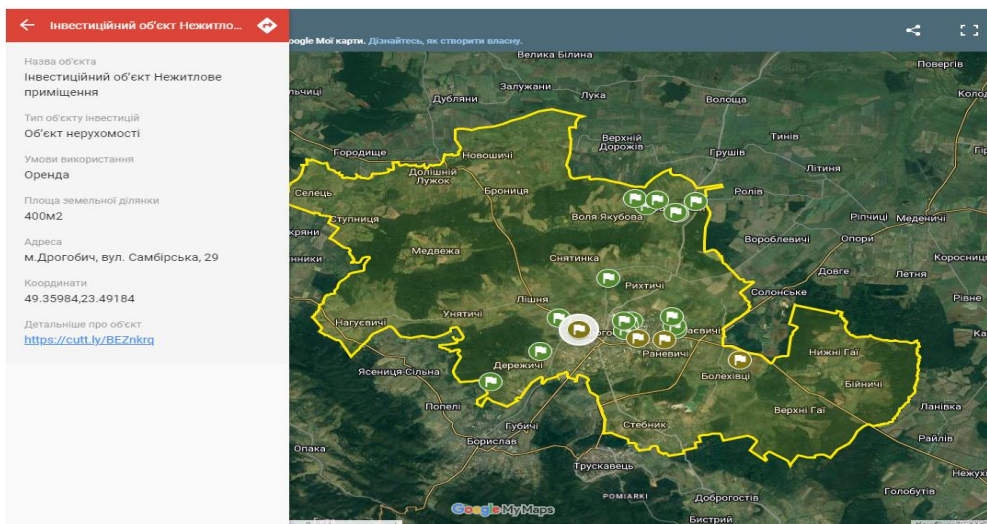 Інвестиційний об'єкт Нежитло...
Назва об'єкта
Інвестиційний об'єкт Нежитлове
приміщення
Тип об'єкту інвестицій
Об'єкт нерухомості
Умови використання
Оренда
Площа земельної ділянки
400м2
Адреса
м.Дрогобич, вул. Самбірська, 29
Координати
49.35984,23.49184
Детальніше про об'єкт
https://cutt.ly/BEZnkrq
oogle Мої карти. Дізнайтесь, як створити власну.
Велика Білина
Повергів
Залужани
Лука
Дубляни
Волоща
Верхній
Дорожів
Тинів
Городище
Новошичі
Грушів
Літиня
Долішній
Лужок
Селець
Броница
Ролів
Ступниця
Воля Якубова
Ріпчиці
Меденичі
Вороблевичі
Опори
Медвежа
Снятинка
Довге
Летня
Рихтичі
Солонське
Рівне
Лішня
Унятичі
Нагуєвичі
Раневичі
Нижні Гаї
Дережичі
Ясениця-Сільна
Болехівці
Бійничі
Попелі
Верхні Гаї
Ланівка
Губичі
Стебник
Борислав
Райлів
Опака
Трускавець
POMIARKI
Доброгостів
Голобутів
Google My Maps
Бистрий